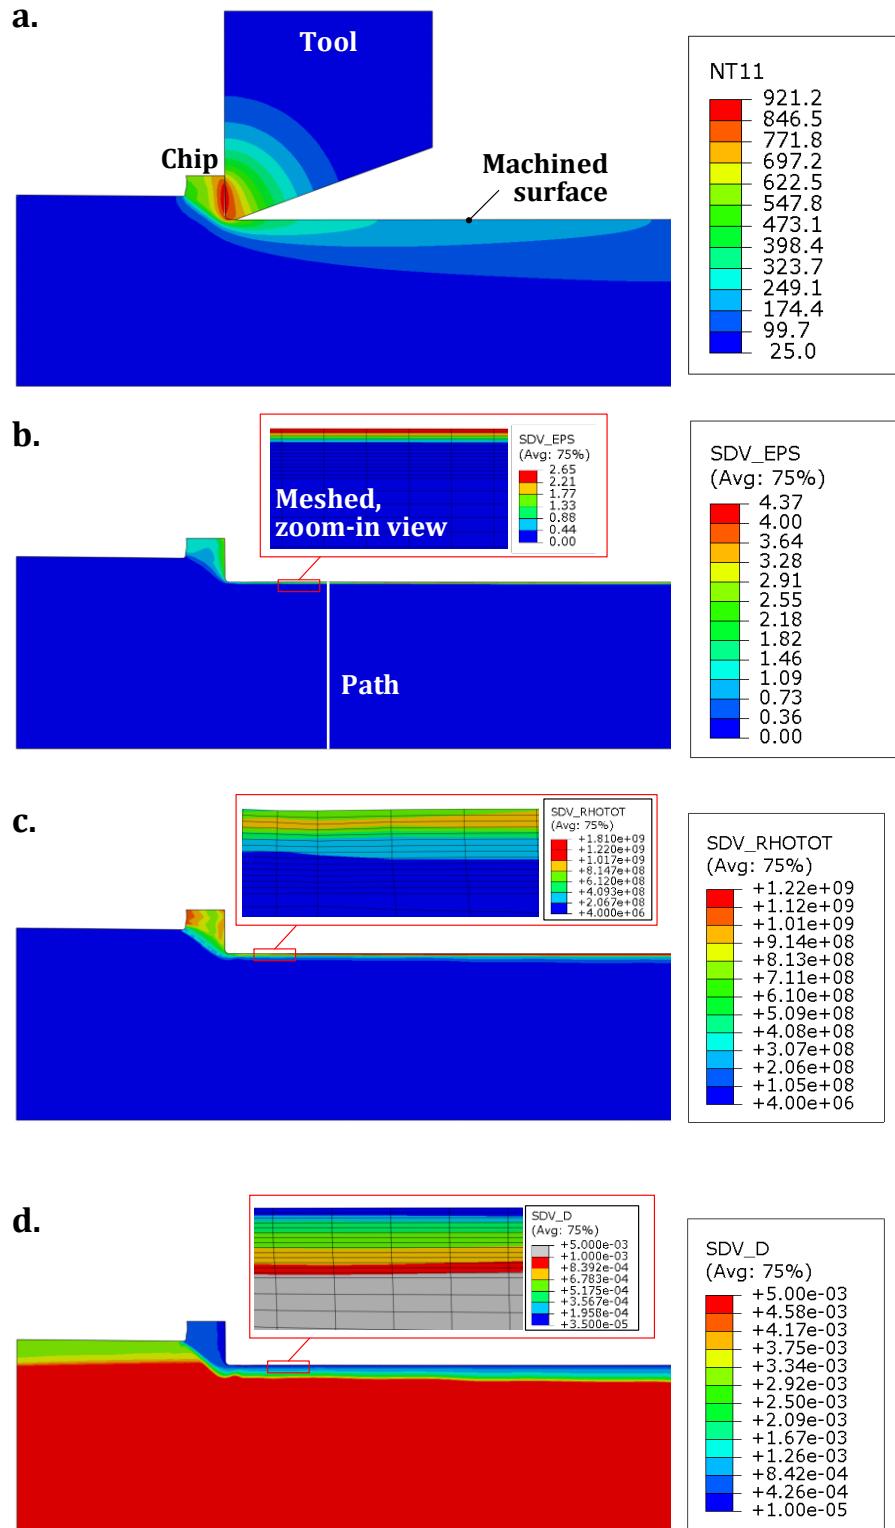 a.
Tool
Chip
Machined
surface
NT11
921.2
846.5
771.8
697.2
622.5
547.8
473.1
398.4
323.7
249.1
174.4
99.7
25.0
b.
Meshed,
zoom-in view
SDV_EPS
(Avg: 75%)
2.65
2.21
1.77
1.33
0.88
0.44
0.00
Path
SDV_EPS
(Avg: 75%)
4.37
4.00
3.64
3.28
2.91
2.55
2.18
1.82
1.46
1.09
0.73
0.36
0.00
c.
SDV_RHOTOT
(Avg: 75%)
+1.810e+09
+1.220e+09
+1.017e+09
+8.147e+08
+6.120e+08
+4.093e+08
+2.067e+08
+4.000e+06
SDV_RHOTOT
(Avg: 75%)
+1.22e+09
+1.12e+09
+1.01e+09
+9.14e+08
+8.13e+08
+7.11e+08
+6.10e+08
+5.09e+08
+4.08e+08
+3.07e+08
+2.06e+08
+1.05e+08
+4.00e+06
d.
SDV_D
(Avg: 75%)
+5.000e-03
+1.000e-03
+8.392e-04
+6.783e-04
+5.175e-04
+3.567e-04
+1.958e-04
+3.500e-05
SDV_D
(Avg: 75%)
+5.00e-03
+4.58e-03
+4.17e-03
+3.75e-03
+3.34e-03
+2.92e-03
+2.50e-03
+2.09e-03
+1.67e-03
+1.26e-03
+8.42e-04
+4.26e-04
+1.00e-05